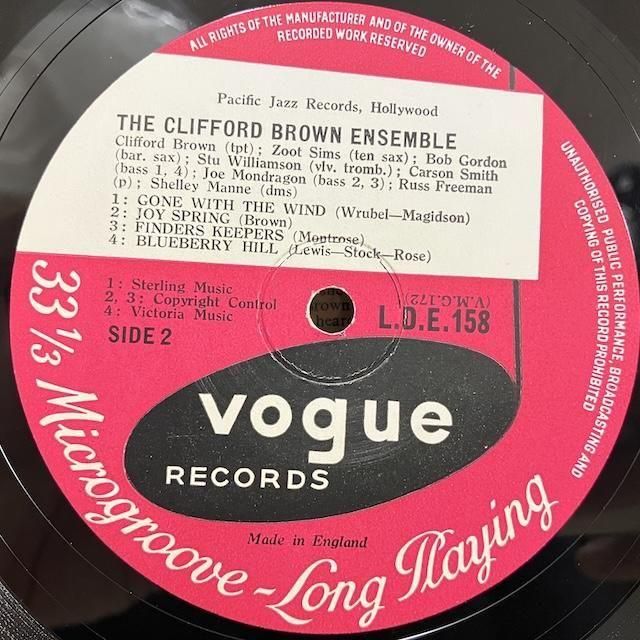 ALL RIGHTS OF THE MANUFACTURER AND OF THE OWNER OF THE
RECORDED WORK RESERVED
UNAUTHORISED PUBLIC PERFORMANCE, BROADCASTING AND
COPYING OF THIS RECORD PROHIBITED
Pacific Jazz Records, Hollywood
THE CLIFFORD BROWN ENSEMBLE
Clifford Brown (tpt) ; Zoot Sims (ten sax) ; Bob Gordon
(bar. sax) ; Stu Williamson (vlv. tromb.) ; Carson Smith
(bass 1, 4) ; Joe Mondragon (bass 2, 3) ; Russ Freeman
(p) ; Shelley Manne (dms)
1 : GONE WITH THE WIND (Wrubel—Magidson)
2 : JOY SPRING (Brown)
3 : FINDERS KEEPERS (Montrose)
4 : BLUEBERRY HILL (Lewis—Stock—Rose)
1 : Sterling Music
2, 3 : Copyright Control
4 : Victoria Music
SIDE 2
(V.M.G.172)
L.D.E.158
rown
hear
vogue
RECORDS
Made in England
33 1/3 Microgroove - Long Playing